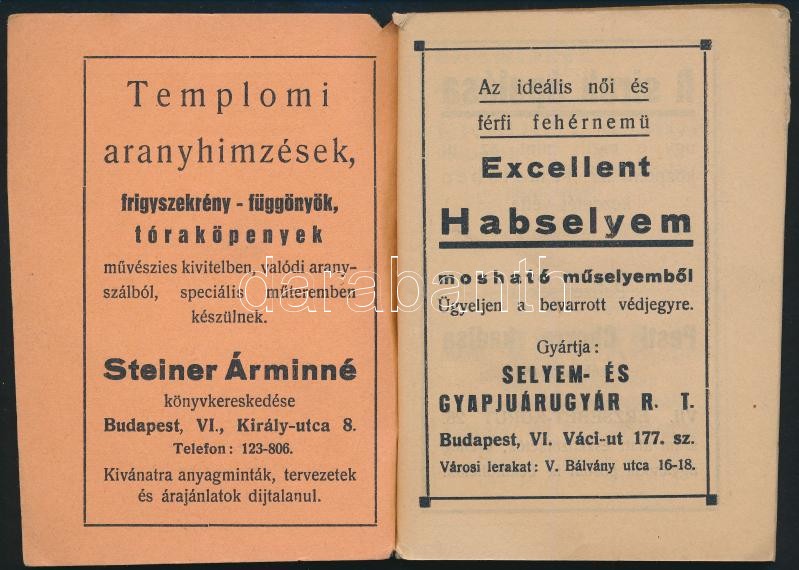 Templomi
aranyhimzések,
frigyszekrény - függönyök,
tóraköpenyek
művészies kivitelben, valódi arany-
szálból, speciális műteremben
készülnek.
Steiner Árminné
könyvkereskedése
Budapest, VI., Király-utca 8.
Telefon: 123-806.
Kivánatra anyagminták, tervezetek
és árajánlatok dijtalanul.
Az ideális női és
férfi fehérnemü
Excellent
Habselyem
mosható műselyemből
Ügyeljen a bevarrott védjegyre.
Gyártja:
SELYEM- ÉS
GYAPJUÁRUGYÁR R. T.
Budapest, VI. Váci-ut 177. sz.
Városi lerakat: V. Bálvány utca 16-18.
darabanth